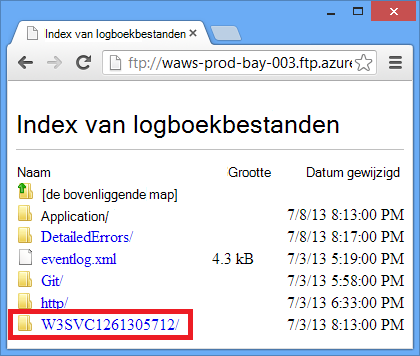 Index van logboekbestanden
ftp://waws-prod-bay-003.ftp.azure
Index van logboekbestanden
Naam Grootte Datum gewijzigd
[de bovenliggende map]
Application/ 7/8/13 8:13:00 PM
DetailedErrors/ 7/8/13 8:17:00 PM
eventlog.xml 4.3 kB 7/3/13 5:19:00 PM
Git/ 7/3/13 5:58:00 PM
http/ 7/3/13 6:33:00 PM
W3SVC1261305712/ 7/3/13 8:13:00 PM